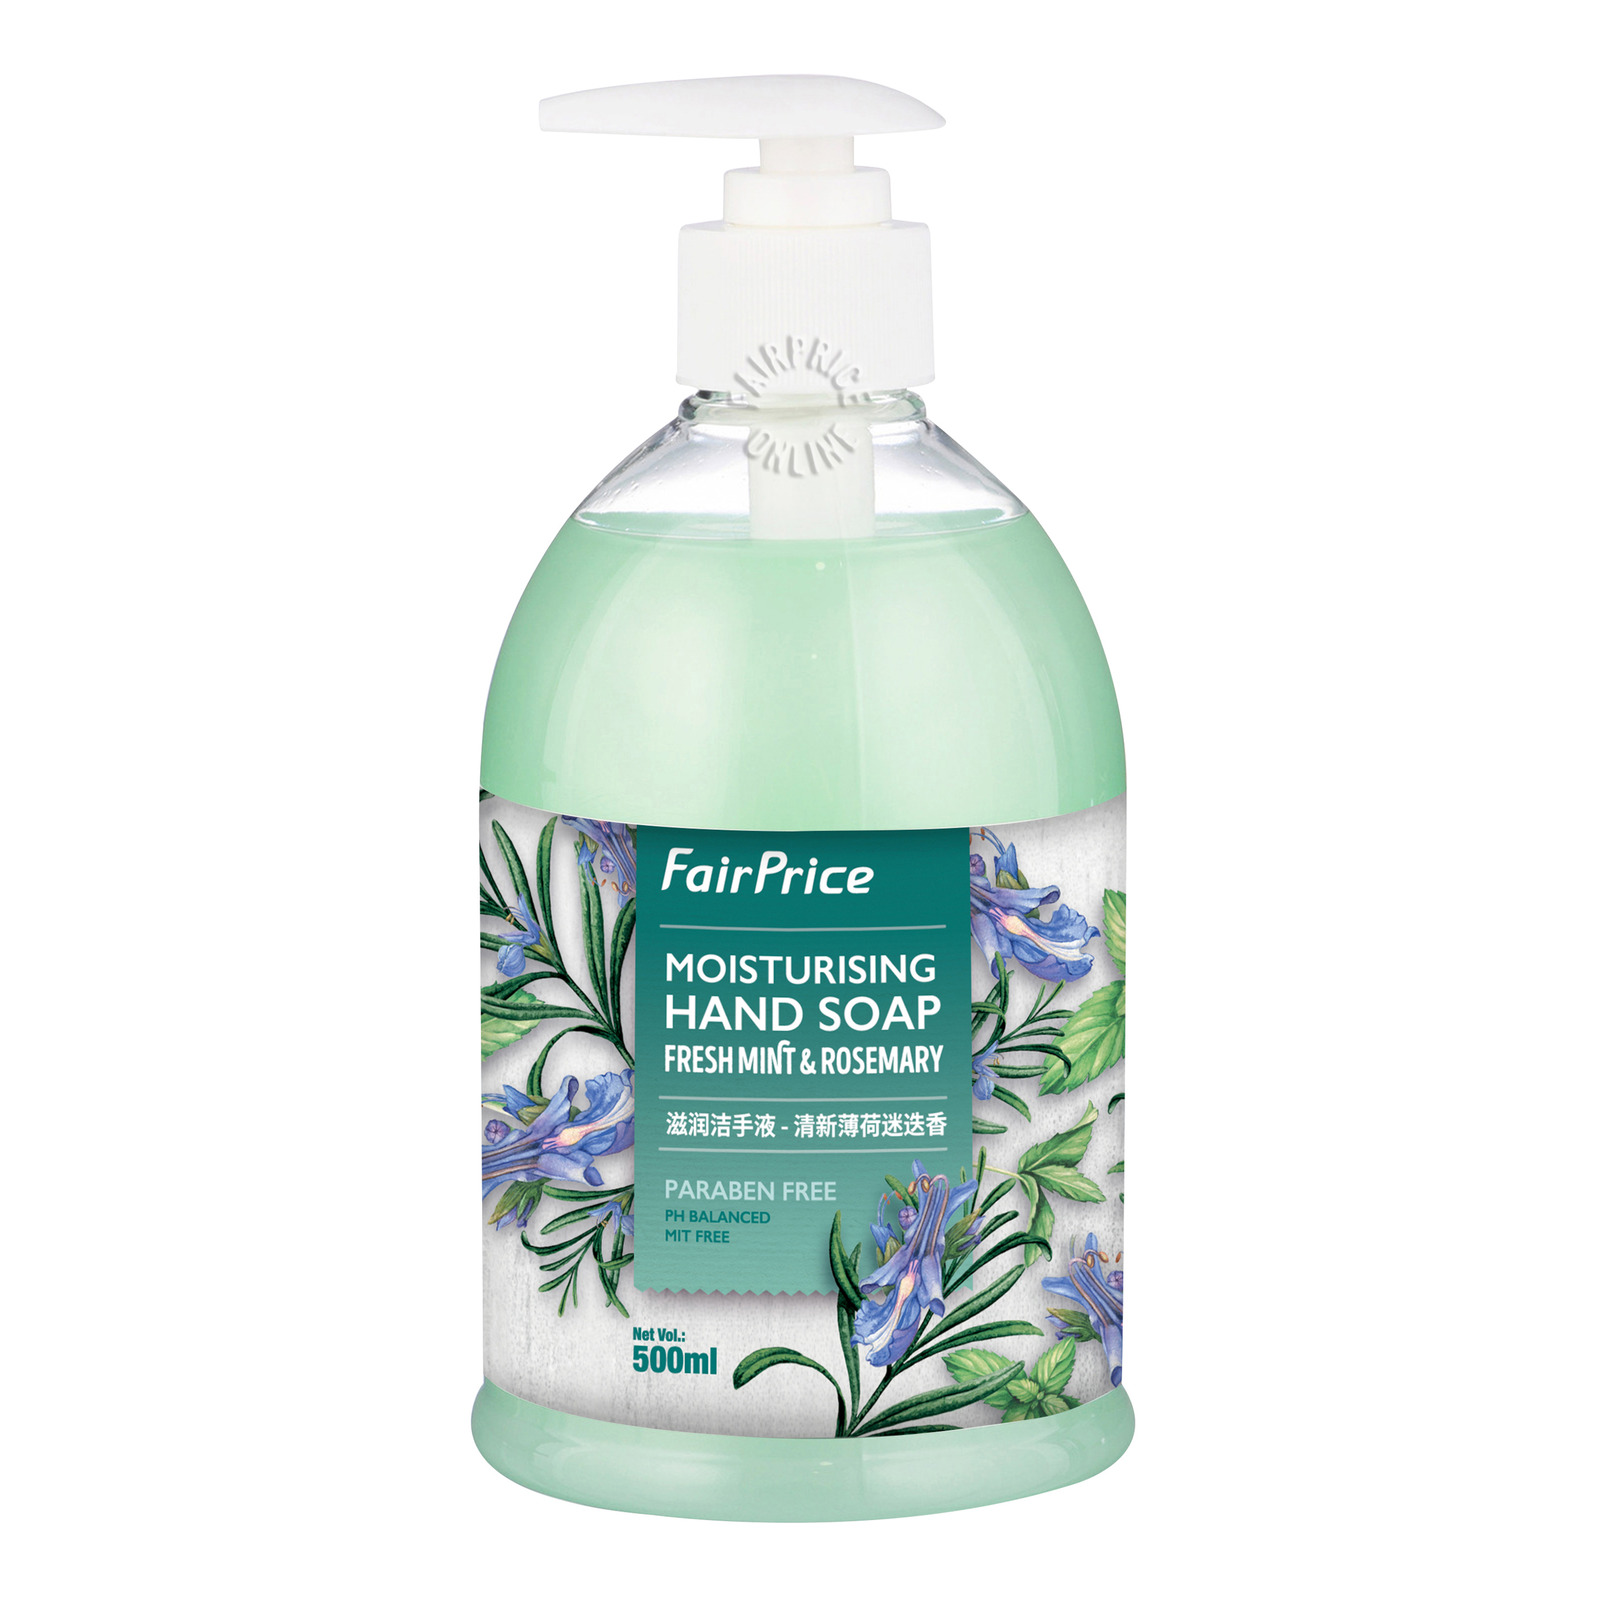 FAIRPRICE
ONLINE
FairPrice
MOISTURISING
HAND SOAP
FRESH MINT & ROSEMARY
滋润洁手液 - 清新薄荷迷迭香
PARABEN FREE
PH BALANCED
MIT FREE
Net Vol.:
500ml